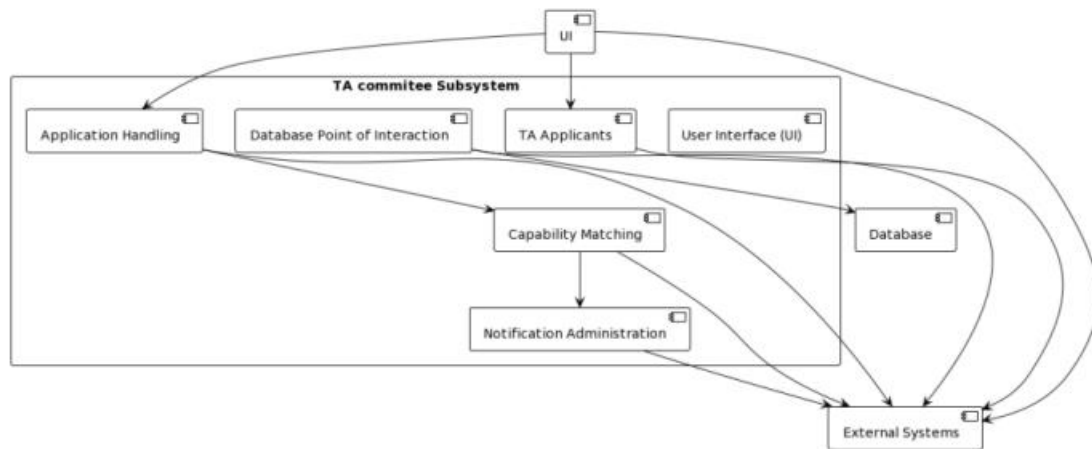 UI
TA commitee Subsystem
Application Handling
Database Point of Interaction
TA Applicants
User Interface (UI)
Capability Matching
Database
Notification Administration
External Systems